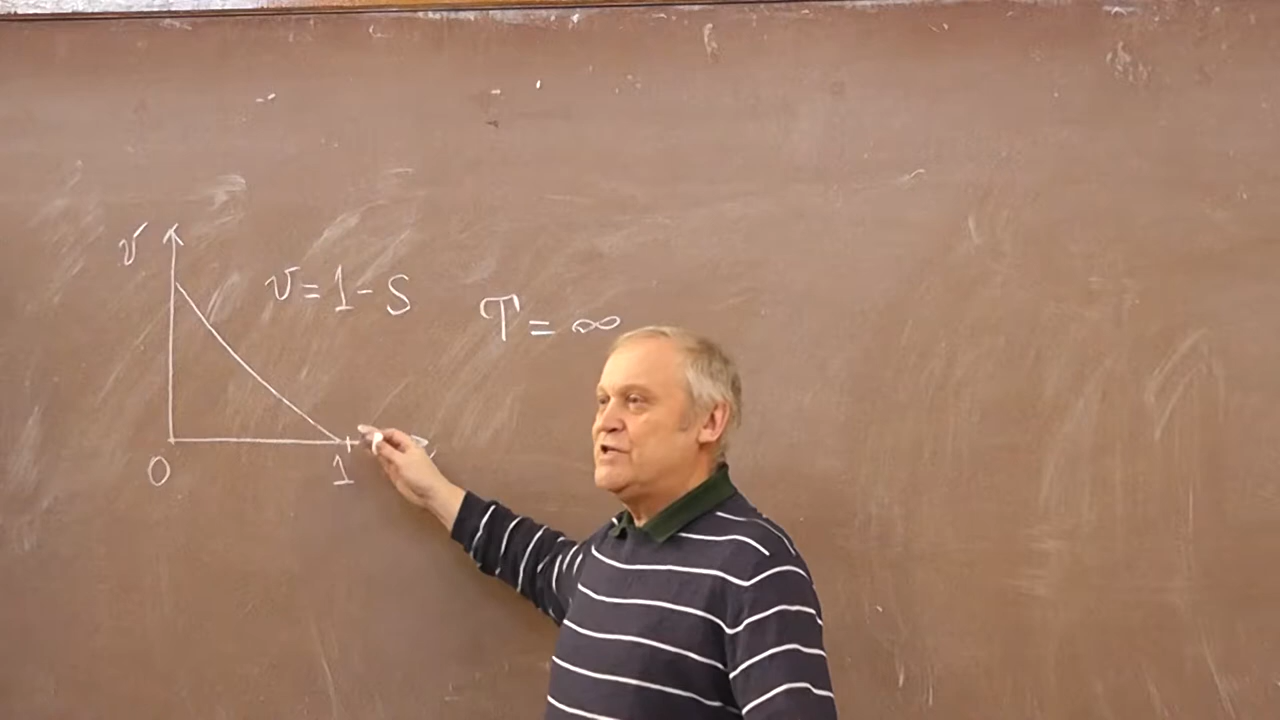 v
v = 1 - S
T = ∞
0
1